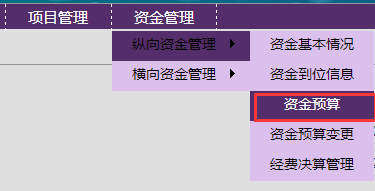 项目管理 资金管理
纵向资金管理 资金基本情况
横向资金管理 资金到位信息
资金预算
资金预算变更
经费决算管理